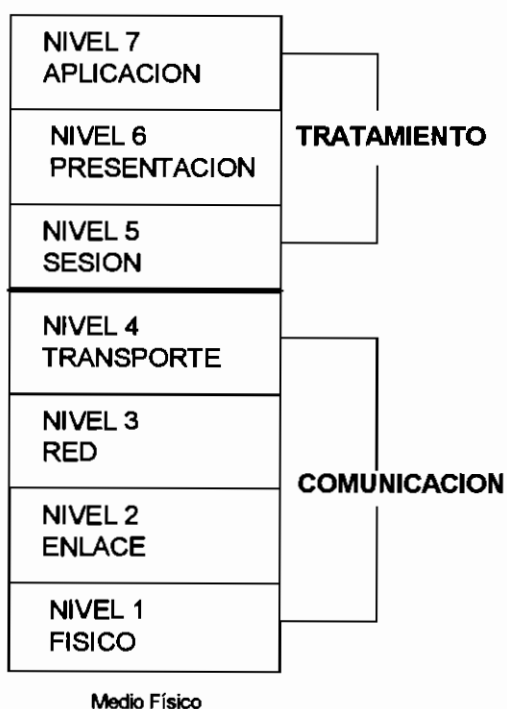 NIVEL 7
APLICACION
NIVEL 6
PRESENTACION
TRATAMIENTO
NIVEL 5
SESION
NIVEL 4
TRANSPORTE
NIVEL 3
RED
COMUNICACION
NIVEL 2
ENLACE
NIVEL 1
FISICO
Medio Físico